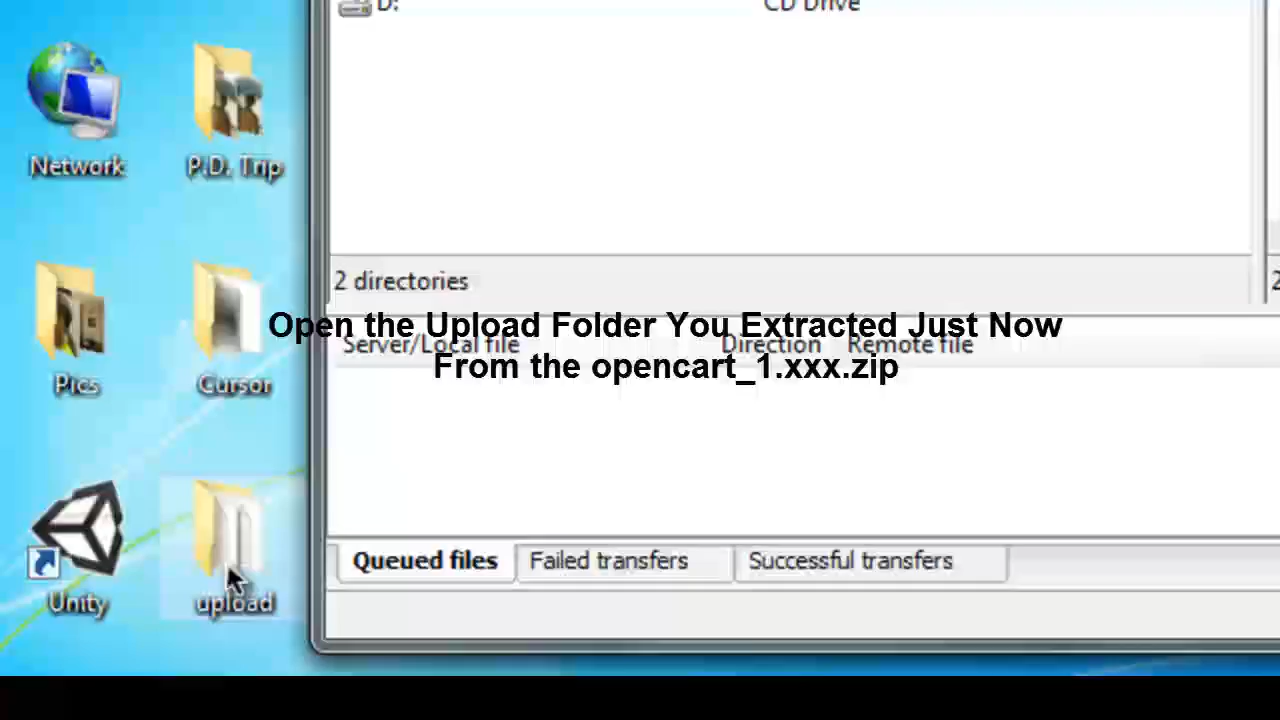 D:
CD Drive
Network
P.D. Trip
2 directories
2
Open the Upload Folder You Extracted Just Now
Server/Local file
Direction
Remote file
From the opencart_1.xxx.zip
Pics
Cursor
Queued files
Failed transfers
Successful transfers
Unity
upload